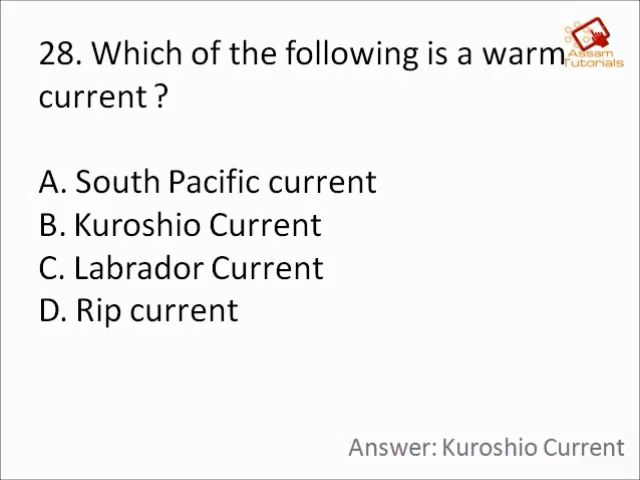 28. Which of the following is a warm
current ?
Assam
Tutorials
A. South Pacific current
B. Kuroshio Current
C. Labrador Current
D. Rip current
Answer: Kuroshio Current